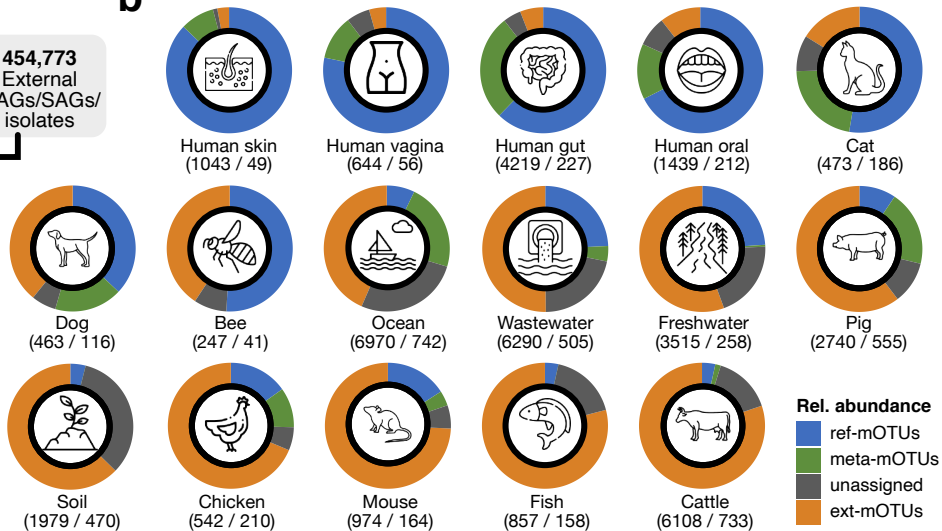 b
454,773
External
AGs/SAGs/
isolates
Human skin
(1043 / 49)
Human vagina
(644 / 56)
Human gut
(4219 / 227)
Human oral
(1439 / 212)
Cat
(473 / 186)
Dog
(463 / 116)
Bee
(247 / 41)
Ocean
(6970 / 742)
Wastewater
(6290 / 505)
Freshwater
(3515 / 258)
Pig
(2740 / 555)
Soil
(1979 / 470)
Chicken
(542 / 210)
Mouse
(974 / 164)
Fish
(857 / 158)
Cattle
(6108 / 733)
Rel. abundance
ref-mOTUs
meta-mOTUs
unassigned
ext-mOTUs